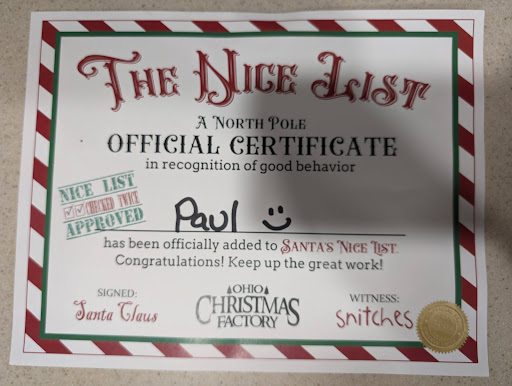 THE NICE LIST
A NORTH POLE
OFFICIAL CERTIFICATE
in recognition of good behavior
NICE LIST
CHECKED TWICE
APPROVED
Paul
has been officially added to SANTA'S NICE LIST.
Congratulations! Keep up the great work!
SIGNED:
Santa Claus
OHIO
CHRISTMAS
FACTORY
WITNESS:
Snitches